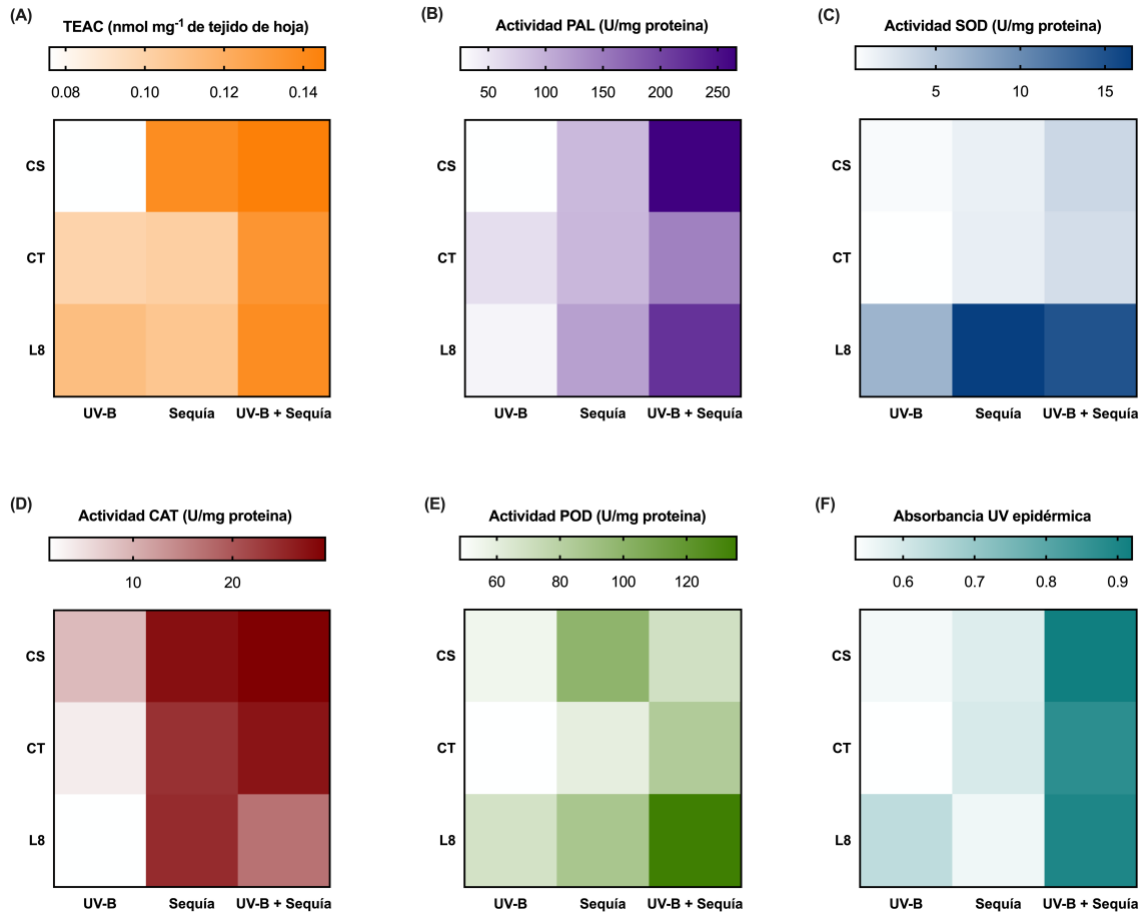 (A)
TEAC (nmol mg⁻¹ de tejido de hoja)
0.08 0.10 0.12 0.14
CS
CT
L8
UV-B Sequía UV-B + Sequía
(B)
Actividad PAL (U/mg proteina)
50 100 150 200 250
CS
CT
L8
UV-B Sequía UV-B + Sequía
(C)
Actividad SOD (U/mg proteina)
5 10 15
CS
CT
L8
UV-B Sequía UV-B + Sequía
(D)
Actividad CAT (U/mg proteina)
10 20
CS
CT
L8
UV-B Sequía UV-B + Sequía
(E)
Actividad POD (U/mg proteina)
60 80 100 120
CS
CT
L8
UV-B Sequía UV-B + Sequía
(F)
Absorbancia UV epidérmica
0.6 0.7 0.8 0.9
CS
CT
L8
UV-B Sequía UV-B + Sequía